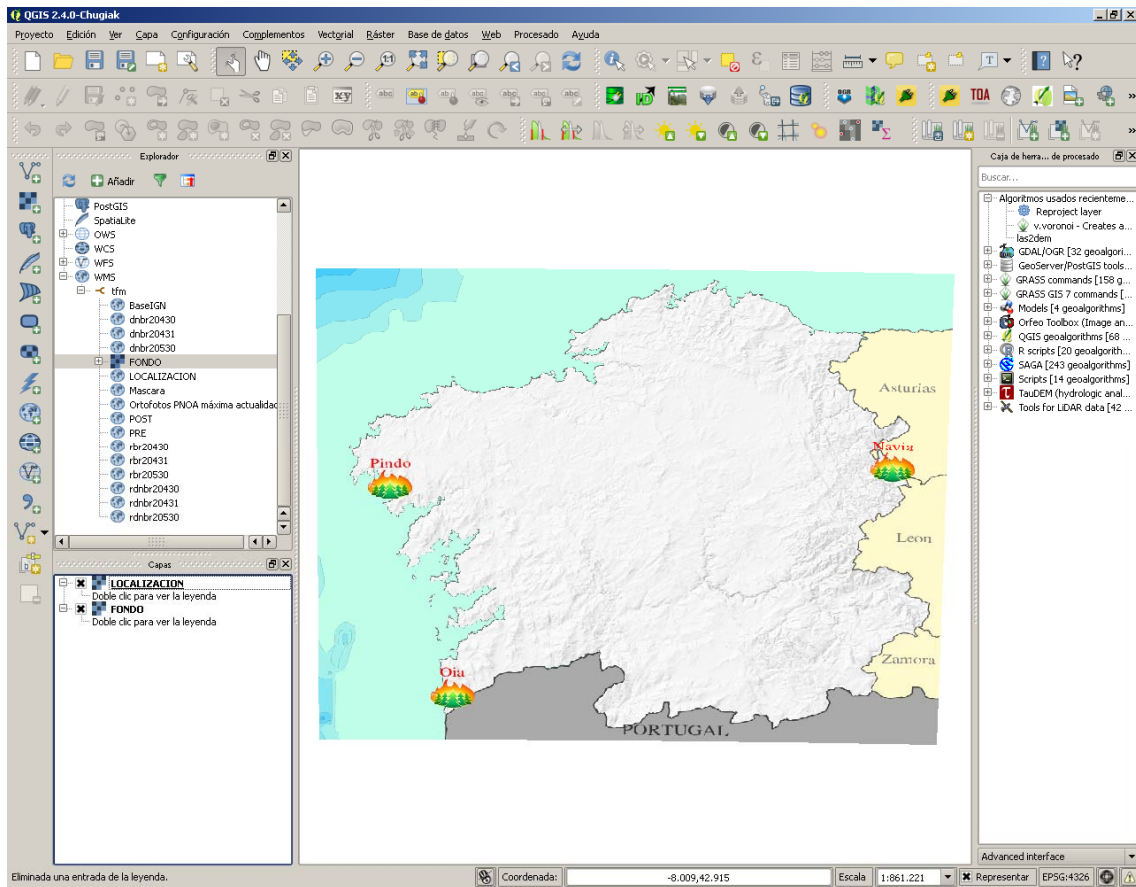 QGIS 2.4.0-Chugiak
Proyecto Edición Ver Capa Configuración Complementos Vectorial Ráster Base de datos Web Procesado Ayuda
Explorador
Añadir
PostGIS
SpatiaLite
OWS
WCS
WFS
WMS
tfm
BaseIGN
dnbr20430
dnbr20431
dnbr20530
FONDO
LOCALIZACION
Mascara
Ortofotos PNOA máxima actualidac
POST
PRE
rbr20430
rbr20431
rbr20530
rdnbr20430
rdnbr20431
rdnbr20530
Capas
LOCALIZACION
Doble clic para ver la leyenda
FONDO
Doble clic para ver la leyenda
Asturias
Navia
Pindo
Leon
Zamora
Oia
PORTUGAL
Caja de herra... de procesado
Buscar...
Algoritmos usados recienteme...
Reproject layer
v.voronoi - Creates a...
las2dem
GDAL/OGR [32 geoalgori...
GeoServer/PostGIS tools...
GRASS commands [158 g...
GRASS GIS 7 commands [...
Models [4 geoalgorithms]
Orfeo Toolbox (Image an...
QGIS geoalgorithms [68 ...
R scripts [20 geoalgorith...
SAGA [243 geoalgorithms]
Scripts [14 geoalgorithms]
TauDEM (hydrologic anal...
Tools for LiDAR data [42 ...
Advanced interface
Eliminada una entrada de la leyenda.
Coordenada: -8.009,42.915 Escala 1:861.221 Representar EPSG:4326